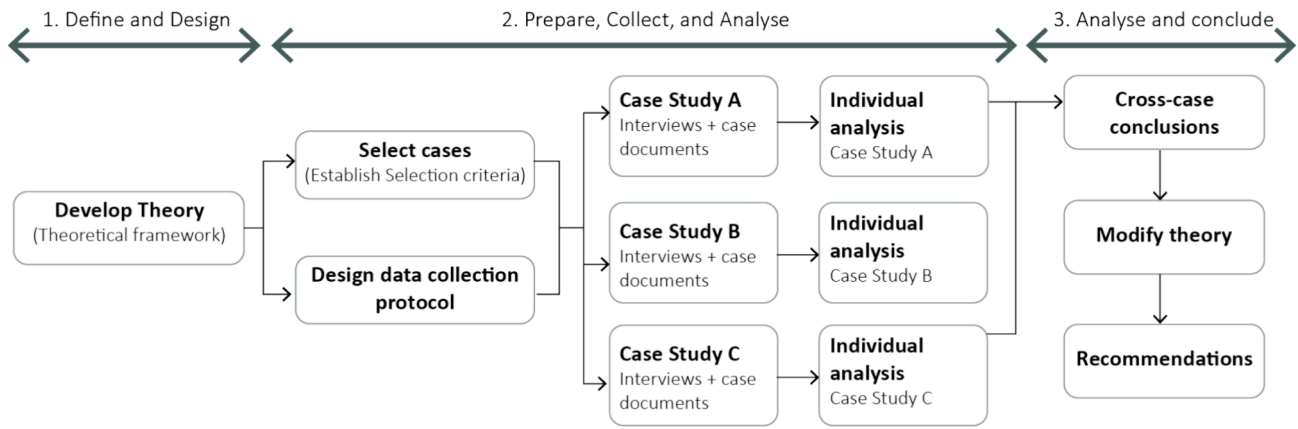 1. Define and Design
2. Prepare, Collect, and Analyse
3. Analyse and conclude
Develop Theory
(Theoretical framework)
Select cases
(Establish Selection criteria)
Design data collection
protocol
Case Study A
Interviews + case
documents
Individual
analysis
Case Study A
Case Study B
Interviews + case
documents
Individual
analysis
Case Study B
Case Study C
Interviews + case
documents
Individual
analysis
Case Study C
Cross-case
conclusions
Modify theory
Recommendations